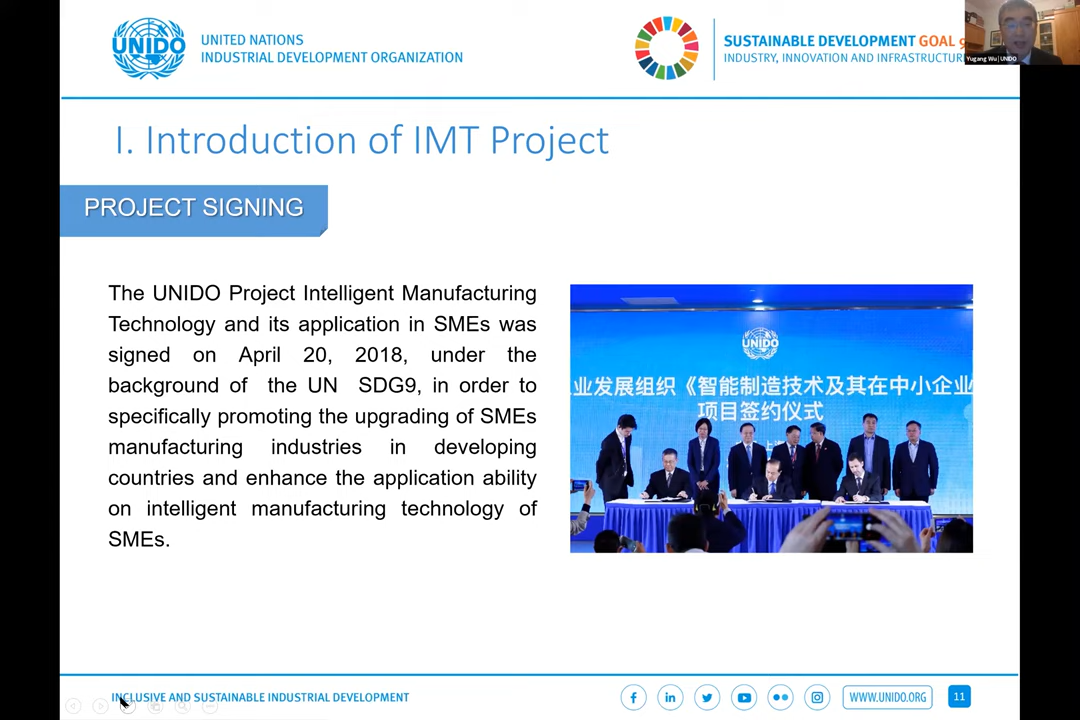 UNIDO
UNITED NATIONS
INDUSTRIAL DEVELOPMENT ORGANIZATION
SUSTAINABLE DEVELOPMENT GOAL 9
INDUSTRY, INNOVATION AND INFRASTRUCTURE
Yugang Wu | UNIDO
I. Introduction of IMT Project
PROJECT SIGNING
The UNIDO Project Intelligent Manufacturing
Technology and its application in SMEs was
signed on April 20, 2018, under the
background of the UN SDG9, in order to
specifically promoting the upgrading of SMEs
manufacturing industries in developing
countries and enhance the application ability
on intelligent manufacturing technology of
SMEs.
UNIDO
业发展组织《智能制造技术及其在中小企业
项目签约仪式
INCLUSIVE AND SUSTAINABLE INDUSTRIAL DEVELOPMENT
WWW.UNIDO.ORG
11